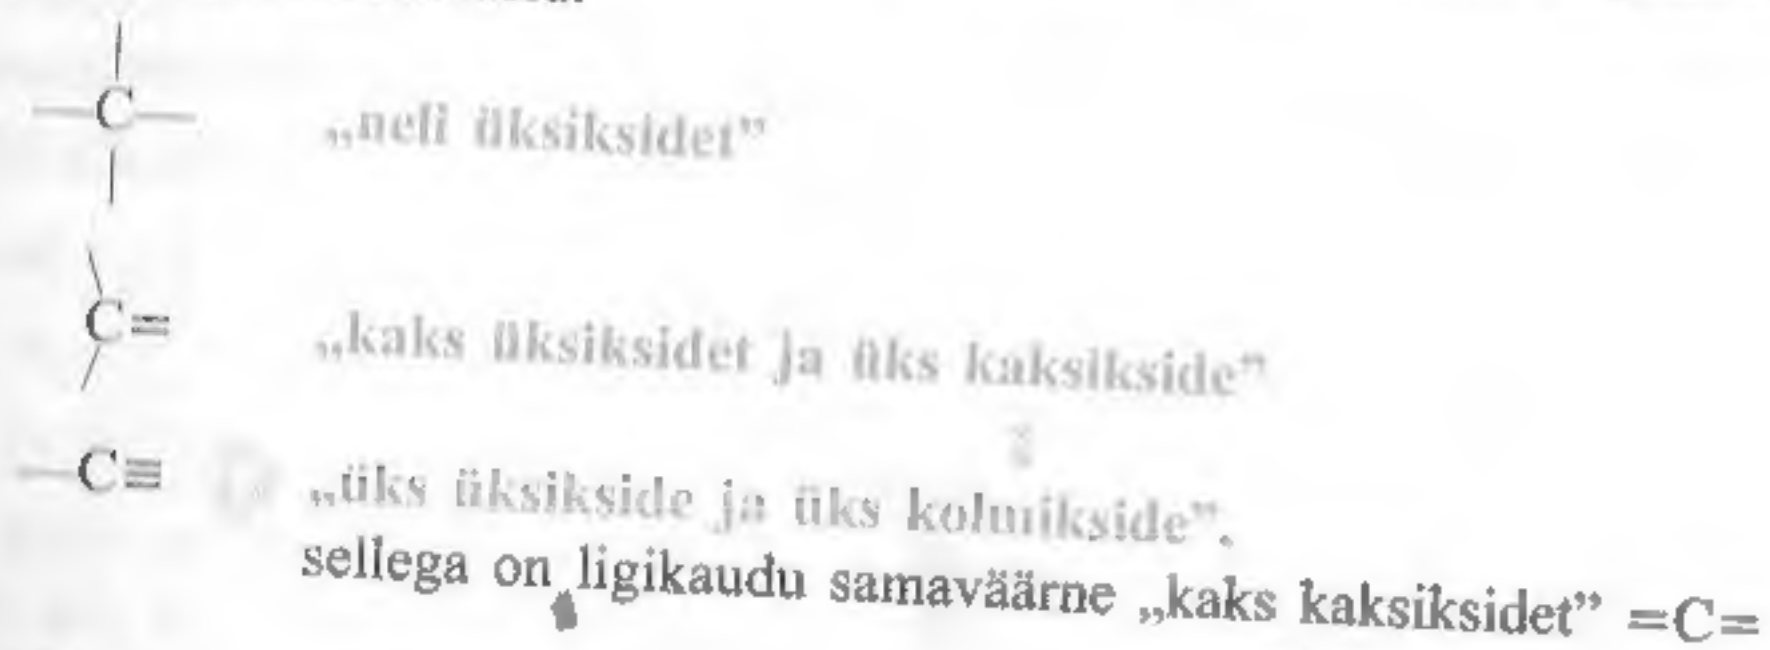 C „neli üksiksidet”
C= „kaks üksiksidet ja üks kaksikside”
—C≡ „üks üksikside ja üks kolmikside”.
sellega on ligikaudu samaväärne „kaks kaksiksidet” =C=